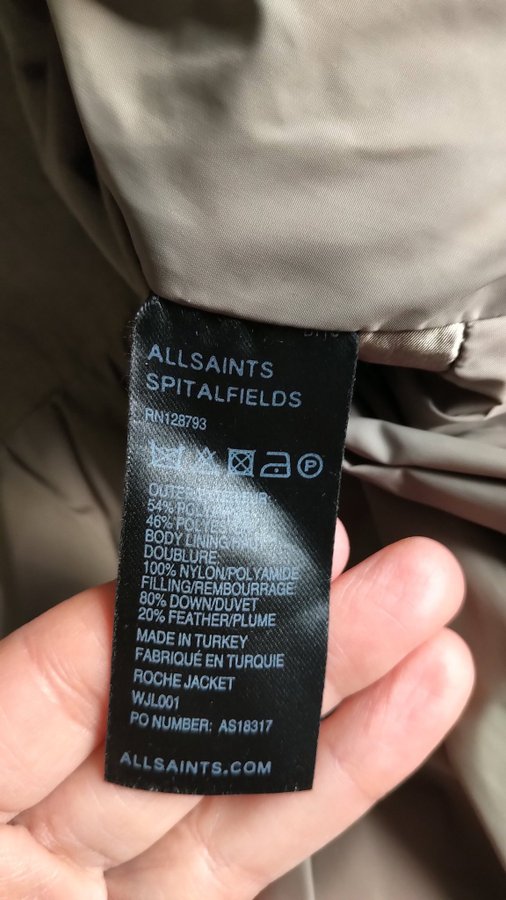 ALLSAINTS
SPITALFIELDS
RN128793
P
OUTER
54%
46%
BODY LINING
DOUBLURE
100% NYLON/POLYAMIDE
FILLING/REMBOURRAGE
80% DOWN/DUVET
20% FEATHER/PLUME
MADE IN TURKEY
FABRIQUÉ EN TURQUIE
ROCHE JACKET
WJL001
PO NUMBER: AS18317
ALLSAINTS.COM